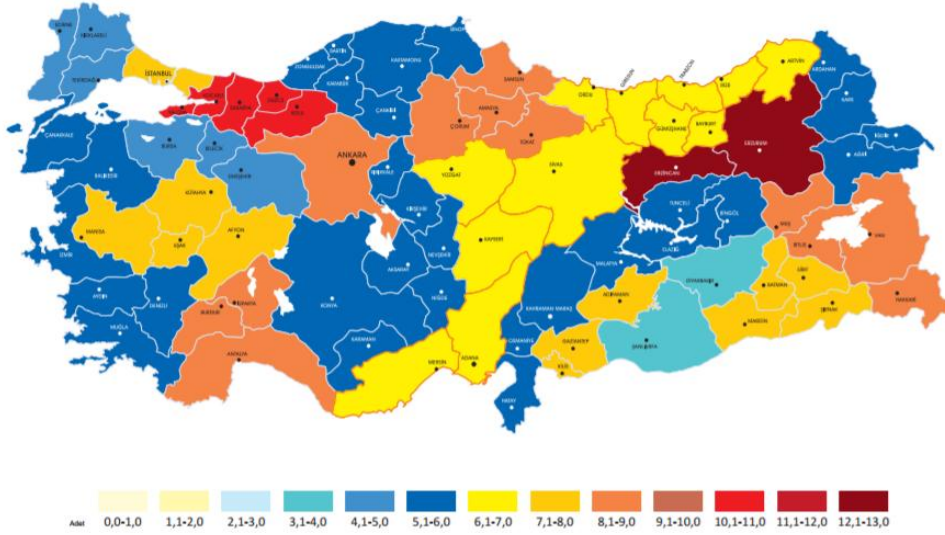 EDİRNE
KIRKLARELİ
TEKİRDAĞ
İSTANBUL
BARTIN
ZONGULDAK
KARABÜK
KASTAMONU
SİNOP
ÇANKIRI
SAMSUN
AMASYA
ÇORUM
TOKAT
ORDU
GİRESUN
TRABZON
RİZE
ARTVİN
ARDAHAN
KARS
IĞDIR
AĞRI
GÜMÜŞHANE
BAYBURT
ERZURUM
ERZİNCAN
ÇANAKKALE
BALIKESİR
BURSA
BİLECİK
ESKİŞEHİR
KÜTAHYA
ANKARA
KIRIKKALE
KIRŞEHİR
YOZGAT
SİVAS
KAYSERİ
NEVŞEHİR
AKSARAY
NİĞDE
MANİSA
UŞAK
AFYON
İZMİR
AYDIN
DENİZLİ
MUĞLA
BURDUR
ISPARTA
ANTALYA
KONYA
KARAMAN
MERSİN
ADANA
TUNCELİ
BİNGÖL
ELAZIĞ
MALATYA
MUŞ
BİTLİS
VAN
DİYARBAKIR
BATMAN
SİİRT
HAKKARİ
ŞIRNAK
MARDİN
ADIYAMAN
KAHRAMAN MARAŞ
GAZİANTEP
ŞANLIURFA
KİLİS
OSMANİYE
HATAY
Adet
0,0-1,0 1,1-2,0 2,1-3,0 3,1-4,0 4,1-5,0 5,1-6,0 6,1-7,0 7,1-8,0 8,1-9,0 9,1-10,0 10,1-11,0 11,1-12,0 12,1-13,0